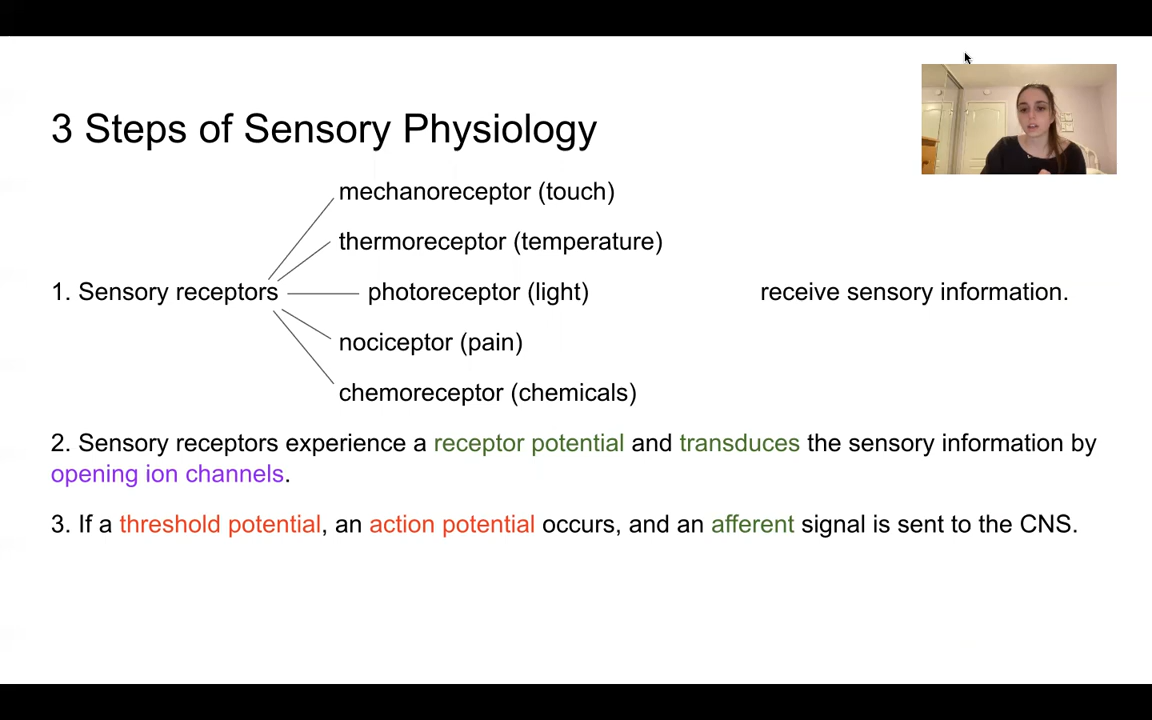 3 Steps of Sensory Physiology
mechanoreceptor (touch)
thermoreceptor (temperature)
1. Sensory receptors photoreceptor (light) receive sensory information.
nociceptor (pain)
chemoreceptor (chemicals)
2. Sensory receptors experience a receptor potential and transduces the sensory information by
opening ion channels.
3. If a threshold potential, an action potential occurs, and an afferent signal is sent to the CNS.